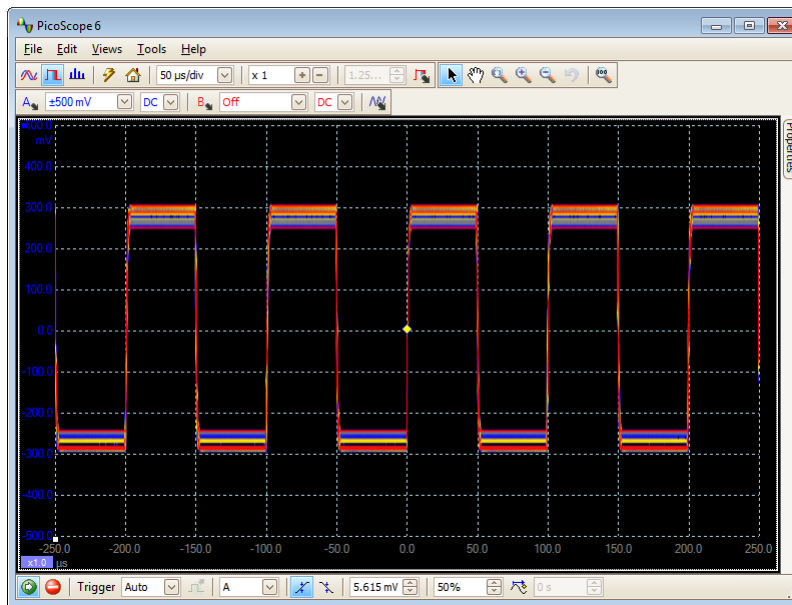 PicoScope 6
File Edit Views Tools Help
50 µs/div x 1 1.25...
A ±500 mV DC B Off DC
mV
400.0
300.0
200.0
100.0
0.0
-100.0
-200.0
-300.0
-400.0
-500.0
-250.0 -200.0 -150.0 -100.0 -50.0 0.0 50.0 100.0 150.0 200.0 250.0
x1.0 µs
Properties
Trigger Auto A 5.615 mV 50% 0 s